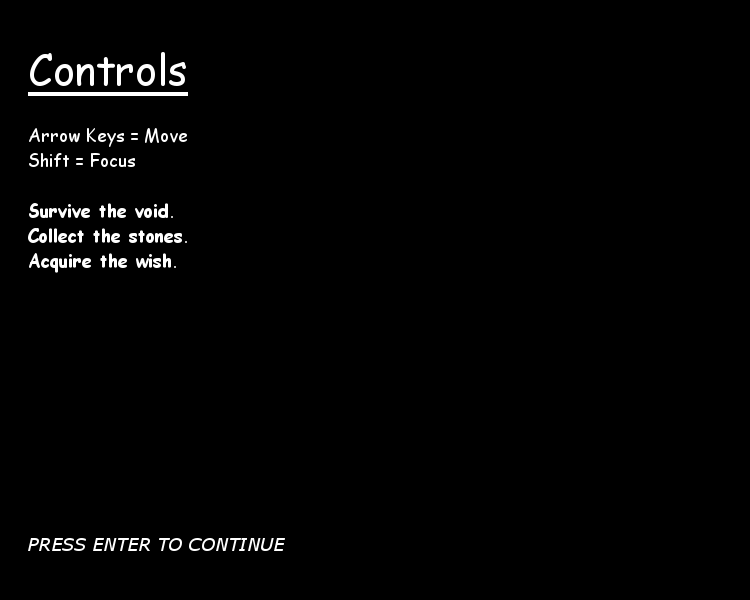 Controls
Arrow Keys = Move
Shift = Focus
Survive the void.
Collect the stones.
Acquire the wish.
PRESS ENTER TO CONTINUE